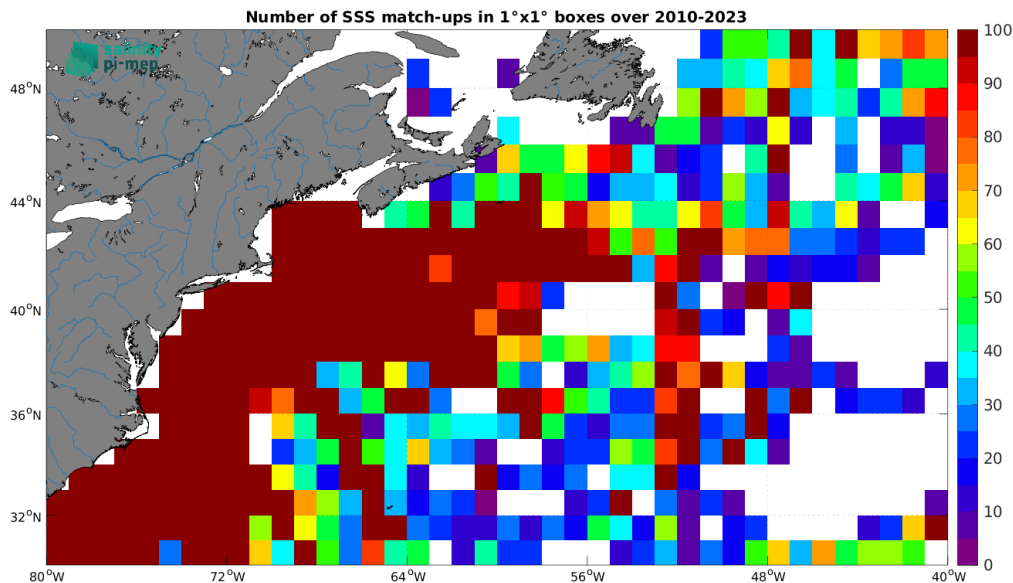 Number of SSS match-ups in 1°x1° boxes over 2010-2023
salinity
pi-mep
48°N
44°N
40°N
36°N
32°N
80°W 72°W 64°W 56°W 48°W 40°W
100
90
80
70
60
50
40
30
20
10
0